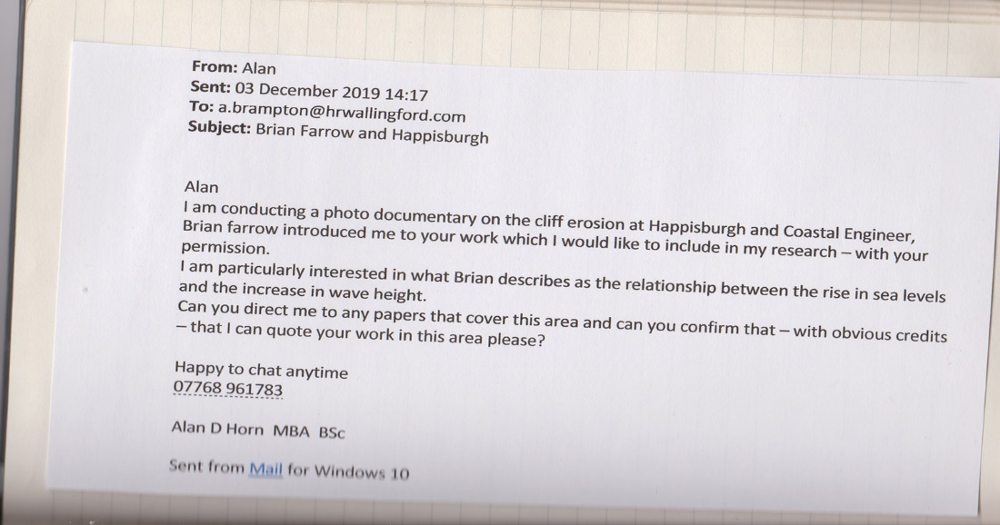 From: Alan
Sent: 03 December 2019 14:17
To: a.brampton@hrwallingford.com
Subject: Brian Farrow and Happisburgh
Alan
I am conducting a photo documentary on the cliff erosion at Happisburgh and Coastal Engineer,
Brian farrow introduced me to your work which I would like to include in my research – with your
permission.
I am particularly interested in what Brian describes as the relationship between the rise in sea levels
and the increase in wave height.
Can you direct me to any papers that cover this area and can you confirm that – with obvious credits
– that I can quote your work in this area please?
Happy to chat anytime
07768 961783
Alan D Horn  MBA  BSc
Sent from Mail for Windows 10